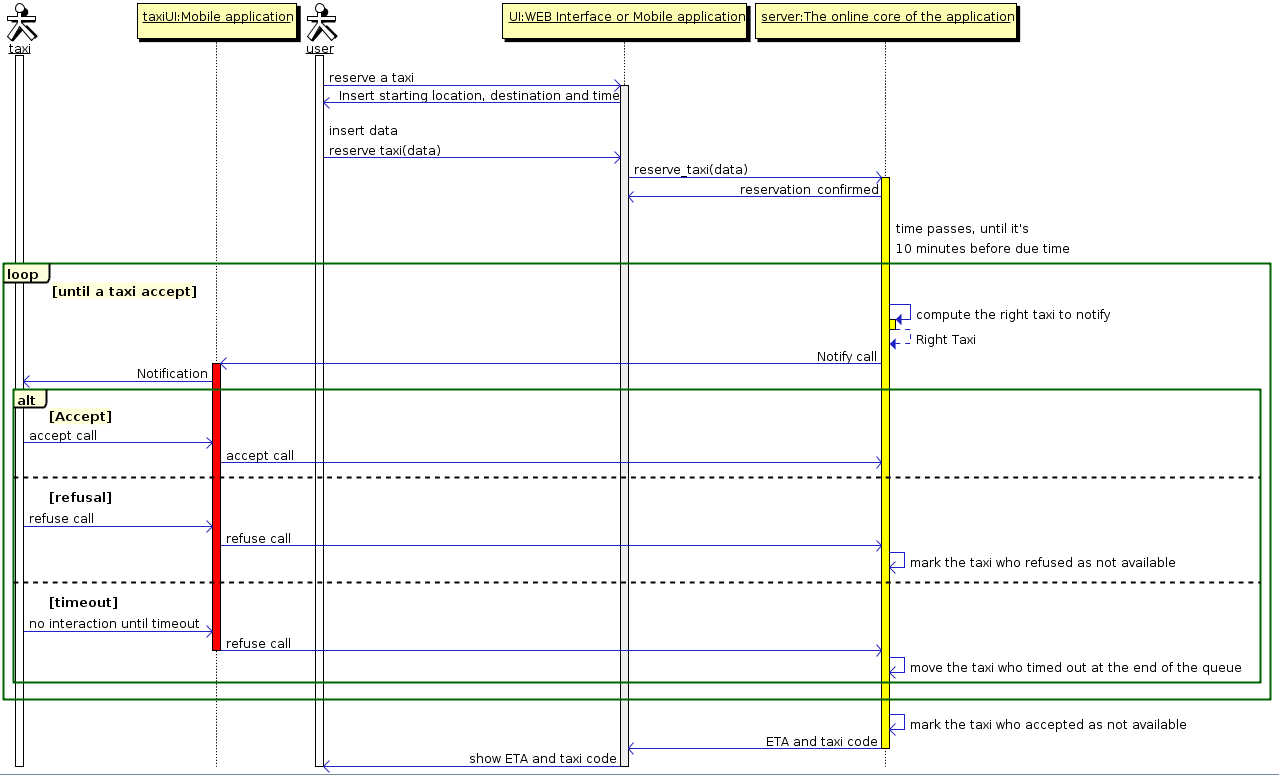 taxiUI:Mobile application
UI:WEB Interface or Mobile application
server:The online core of the application
taxi
user
reserve a taxi
Insert starting location, destination and time
insert data
reserve taxi(data)
reserve_taxi(data)
reservation confirmed
time passes, until it's
10 minutes before due time
loop
[until a taxi accept]
compute the right taxi to notify
Right Taxi
Notify call
Notification
alt
[Accept]
accept call
accept call
[refusal]
refuse call
refuse call
mark the taxi who refused as not available
[timeout]
no interaction until timeout
refuse call
move the taxi who timed out at the end of the queue
mark the taxi who accepted as not available
ETA and taxi code
show ETA and taxi code